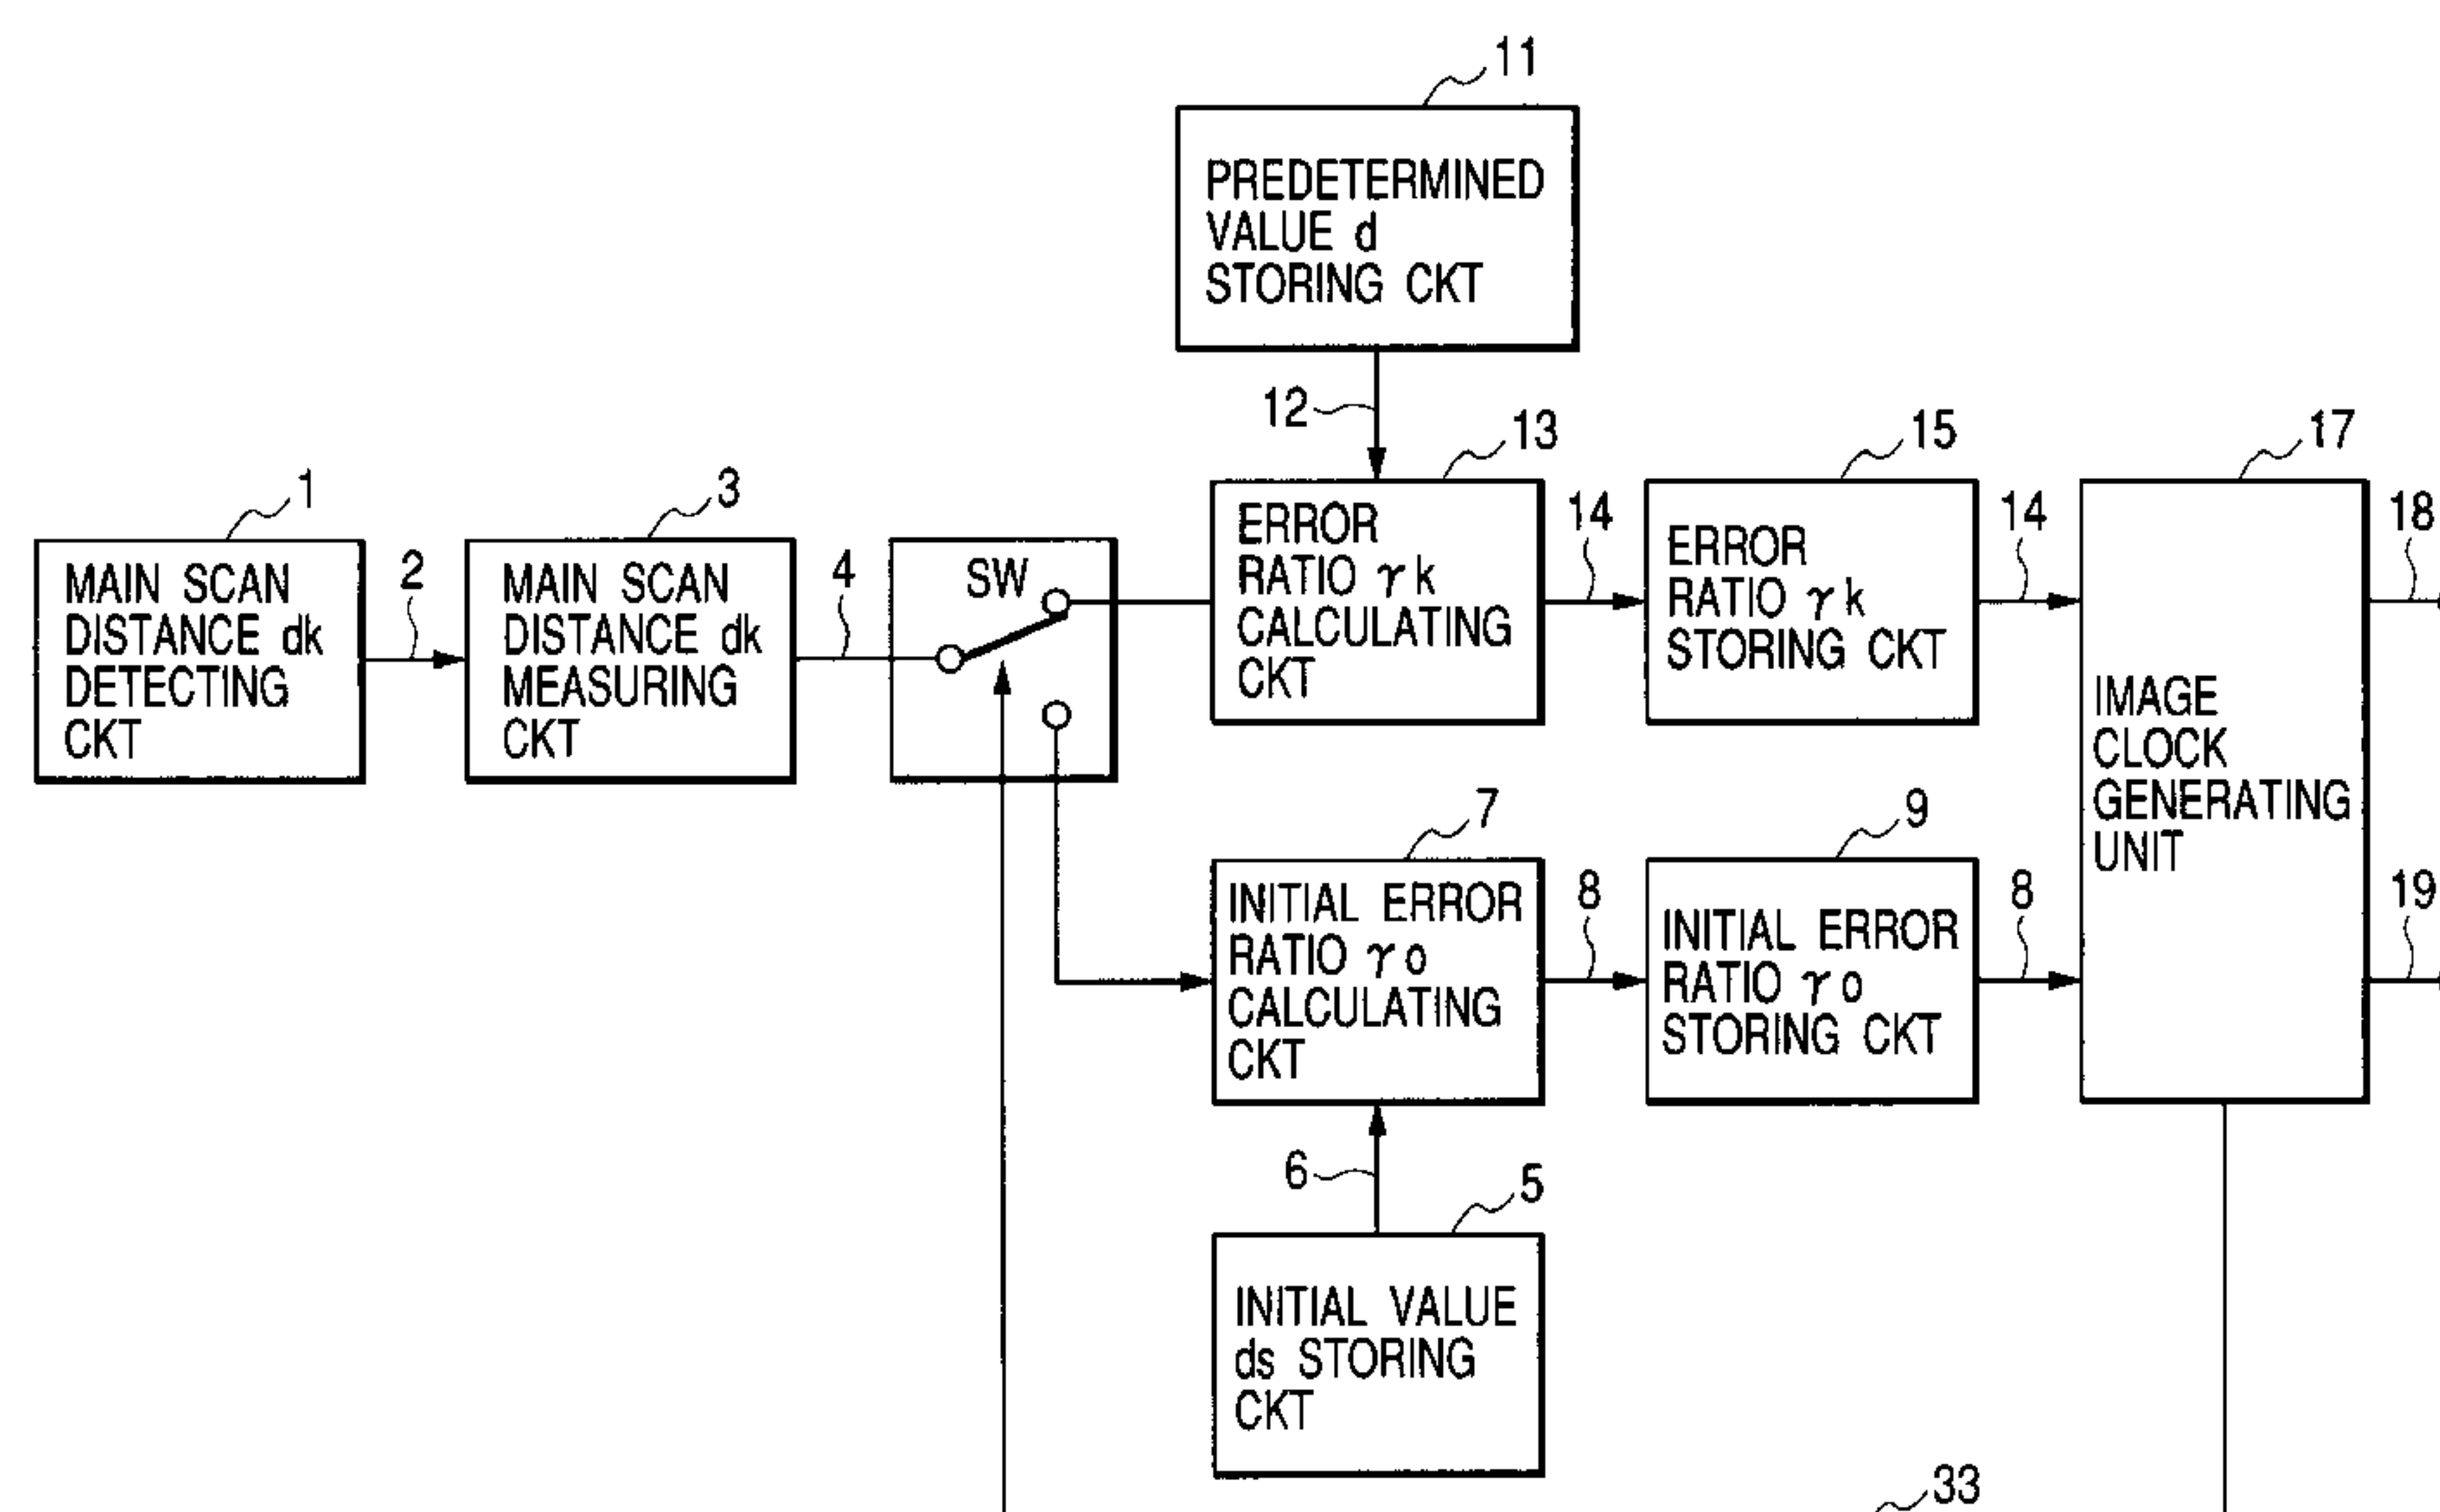 11
PREDETERMINED
VALUE d
STORING CKT
12
13
15
17
1
3
14
14
18
MAIN SCAN
DISTANCE dk
DETECTING
CKT
2
MAIN SCAN
DISTANCE dk
MEASURING
CKT
4
SW
ERROR
RATIO γk
CALCULATING
CKT
ERROR
RATIO γk
STORING CKT
IMAGE
CLOCK
GENERATING
UNIT
7
9
8
8
19
INITIAL ERROR
RATIO γo
CALCULATING
CKT
INITIAL ERROR
RATIO γo
STORING CKT
6
5
INITIAL VALUE
ds STORING
CKT
33